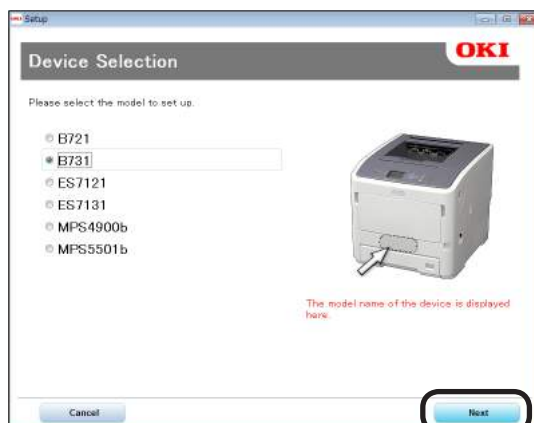 Setup
OKI
Device Selection
Please select the model to set up.
B721
B731
ES7121
ES7131
MPS4900b
MPS5501b
The model name of the device is displayed
here.
Cancel
Next